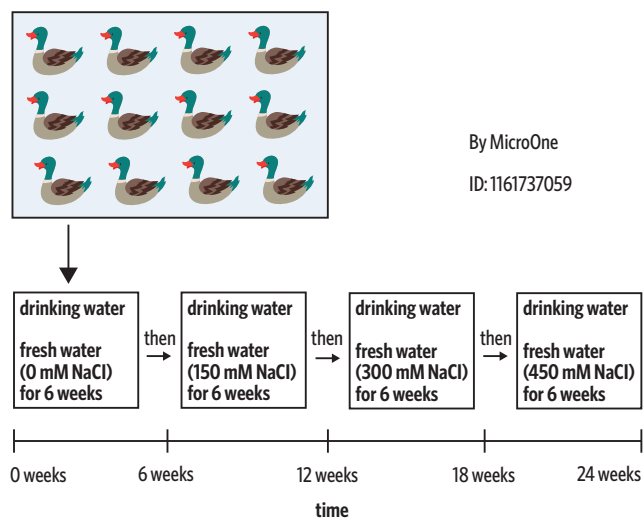 By MicroOne
ID: 1161737059
drinking water
fresh water
(0 mM NaCl)
for 6 weeks
then
drinking water
fresh water
(150 mM NaCl)
for 6 weeks
then
drinking water
fresh water
(300 mM NaCl)
for 6 weeks
then
drinking water
fresh water
(450 mM NaCl)
for 6 weeks
0 weeks
6 weeks
12 weeks
18 weeks
24 weeks
time